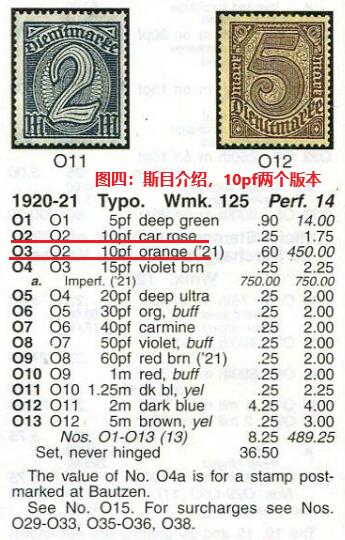 Dienstmarke
2
M M
Dienstmarke
5
O11 O12
图四：斯目介绍，10pf两个版本
1920-21 Typo. Wmk. 125 Perf. 14
O1 O1 5pf deep green .90 14.00
O2 O2 10pf car rose .25 1.75
O3 O2 10pf orange ('21) .60 450.00
O4 O3 15pf violet brn .25 2.25
a. Imperf. ('21) 750.00 750.00
O5 O4 20pf deep ultra .25 2.00
O6 O5 30pf org, buff .25 2.00
O7 O6 40pf carmine .25 2.00
O8 O7 50pf violet, buff .25 2.00
O9 O8 60pf red brn ('21) .25 2.00
O10 O9 1m red, buff .25 2.00
O11 O10 1.25m dk bl, yel .25 2.25
O12 O11 2m dark blue 4.25 4.00
O13 O12 5m brown, yel .25 3.00
Nos. O1-O13 (13) 8.25 489.25
Set, never hinged 36.50
The value of No. O4a is for a stamp post-
marked at Bautzen.
See No. O15. For surcharges see Nos.
O29-O33, O35-O36, O38.